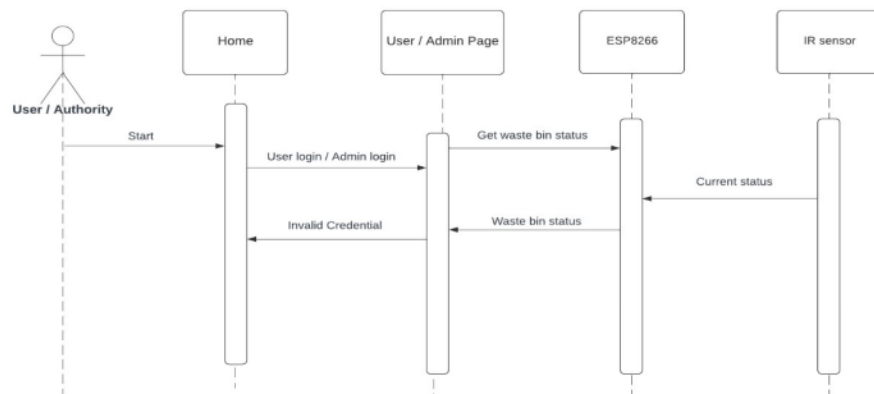 Home
User / Admin Page
ESP8266
IR sensor
User / Authority
Start
User login / Admin login
Get waste bin status
Current status
Invalid Credential
Waste bin status